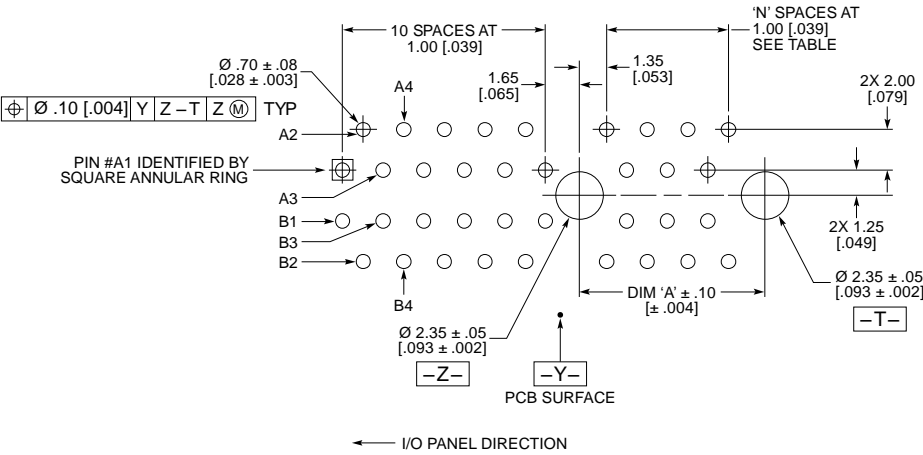 'N' SPACES AT
1.00 [.039]
SEE TABLE
10 SPACES AT
1.00 [.039]
Ø .70 ± .08
[.028 ± .003]
A4
1.65
[.065]
1.35
[.053]
2X 2.00
[.079]
⌖ Ø .10 [.004] Y Z – T Z Ⓜ TYP
A2
PIN #A1 IDENTIFIED BY
SQUARE ANNULAR RING
A3
B1
B3
B2
B4
2X 1.25
[.049]
DIM 'A' ± .10
[± .004]
Ø 2.35 ± .05
[.093 ± .002]
–T–
Ø 2.35 ± .05
[.093 ± .002]
–Z–
–Y–
PCB SURFACE
I/O PANEL DIRECTION